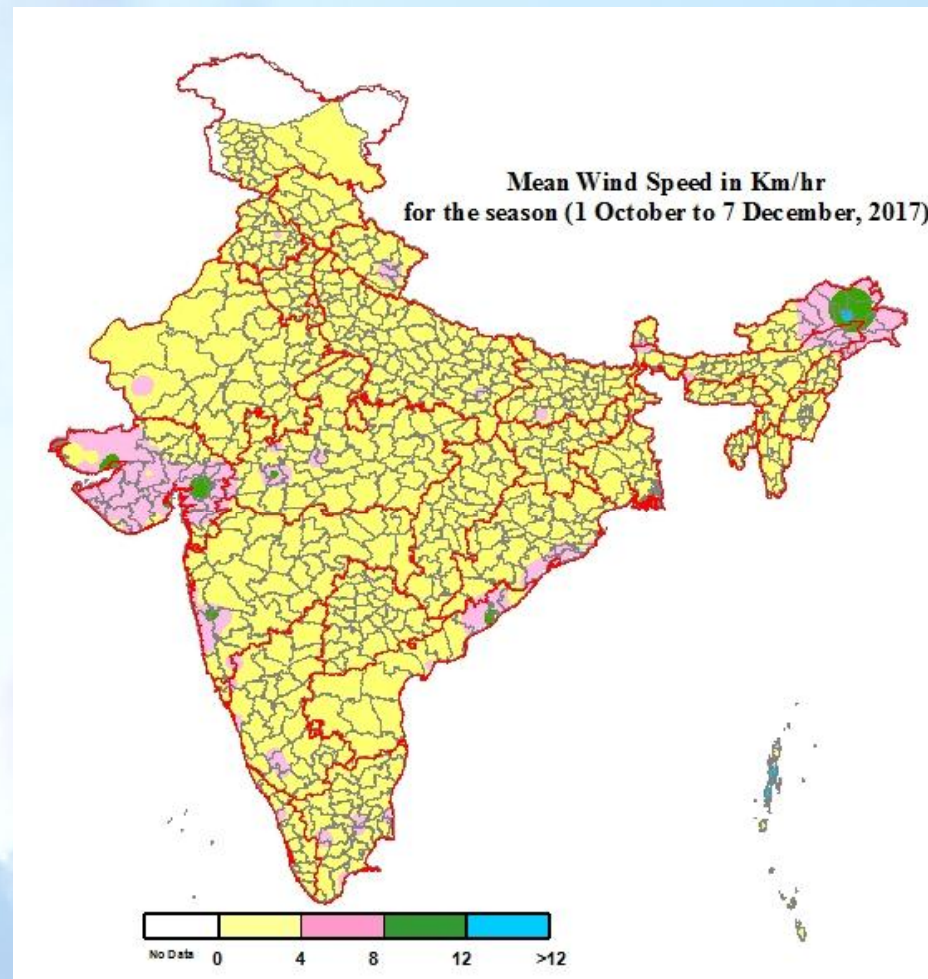 Mean Wind Speed in Km/hr
for the season (1 October to 7 December, 2017)
No Data 0 4 8 12 >12